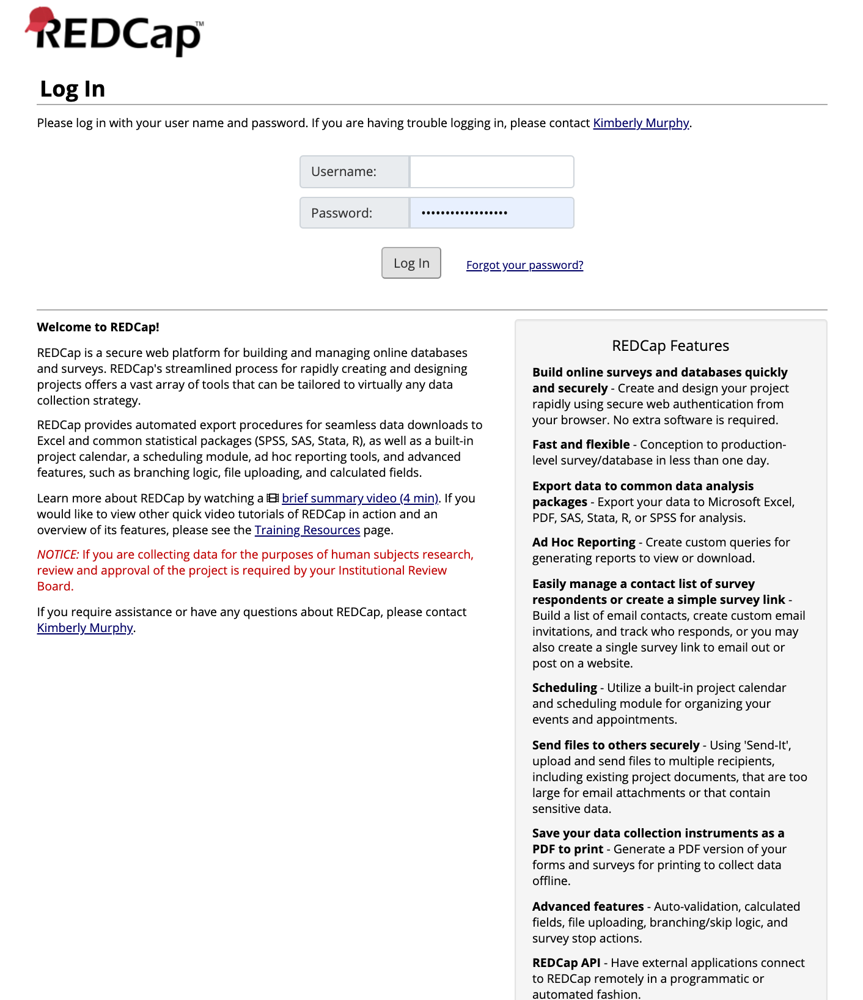 REDCap™
Log In
Please log in with your user name and password. If you are having trouble logging in, please contact Kimberly Murphy.
Username:
Password: ••••••••••••••••••
Log In Forgot your password?
Welcome to REDCap!
REDCap is a secure web platform for building and managing online databases
and surveys. REDCap's streamlined process for rapidly creating and designing
projects offers a vast array of tools that can be tailored to virtually any data
collection strategy.
REDCap provides automated export procedures for seamless data downloads to
Excel and common statistical packages (SPSS, SAS, Stata, R), as well as a built-in
project calendar, a scheduling module, ad hoc reporting tools, and advanced
features, such as branching logic, file uploading, and calculated fields.
Learn more about REDCap by watching a brief summary video (4 min). If you
would like to view other quick video tutorials of REDCap in action and an
overview of its features, please see the Training Resources page.
NOTICE: If you are collecting data for the purposes of human subjects research,
review and approval of the project is required by your Institutional Review
Board.
If you require assistance or have any questions about REDCap, please contact
Kimberly Murphy.
REDCap Features
Build online surveys and databases quickly
and securely - Create and design your project
rapidly using secure web authentication from
your browser. No extra software is required.
Fast and flexible - Conception to production-
level survey/database in less than one day.
Export data to common data analysis
packages - Export your data to Microsoft Excel,
PDF, SAS, Stata, R, or SPSS for analysis.
Ad Hoc Reporting - Create custom queries for
generating reports to view or download.
Easily manage a contact list of survey
respondents or create a simple survey link -
Build a list of email contacts, create custom email
invitations, and track who responds, or you may
also create a single survey link to email out or
post on a website.
Scheduling - Utilize a built-in project calendar
and scheduling module for organizing your
events and appointments.
Send files to others securely - Using 'Send-It',
upload and send files to multiple recipients,
including existing project documents, that are too
large for email attachments or that contain
sensitive data.
Save your data collection instruments as a
PDF to print - Generate a PDF version of your
forms and surveys for printing to collect data
offline.
Advanced features - Auto-validation, calculated
fields, file uploading, branching/skip logic, and
survey stop actions.
REDCap API - Have external applications connect
to REDCap remotely in a programmatic or
automated fashion.